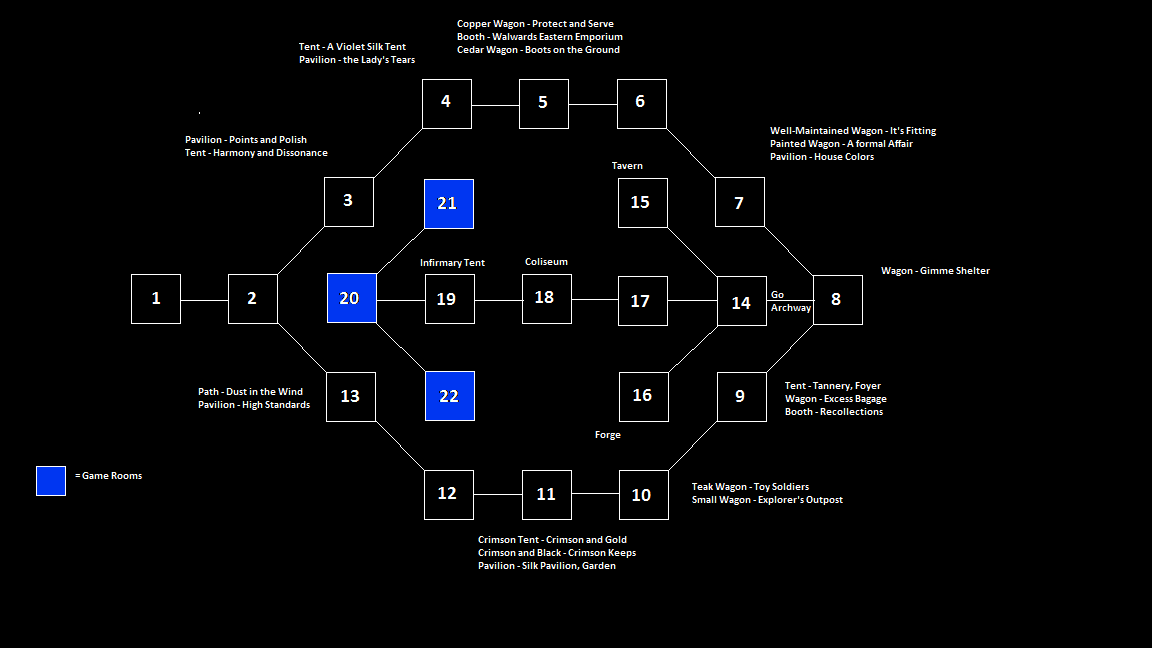 Copper Wagon - Protect and Serve
Booth - Walwards Eastern Emporium
Cedar Wagon - Boots on the Ground
Tent - A Violet Silk Tent
Pavilion - the Lady's Tears
4
5
6
Pavilion - Points and Polish
Tent - Harmony and Dissonance
Well-Maintained Wagon - It's Fitting
Painted Wagon - A formal Affair
Pavilion - House Colors
Tavern
3
21
15
7
Infirmary Tent
Coliseum
Wagon - Gimme Shelter
1
2
20
19
18
17
14
Go
Archway
8
Path - Dust in the Wind
Pavilion - High Standards
13
22
16
9
Tent - Tannery, Foyer
Wagon - Excess Bagage
Booth - Recollections
Forge
= Game Rooms
12
11
10
Teak Wagon - Toy Soldiers
Small Wagon - Explorer's Outpost
Crimson Tent - Crimson and Gold
Crimson and Black - Crimson Keeps
Pavilion - Silk Pavilion, Garden